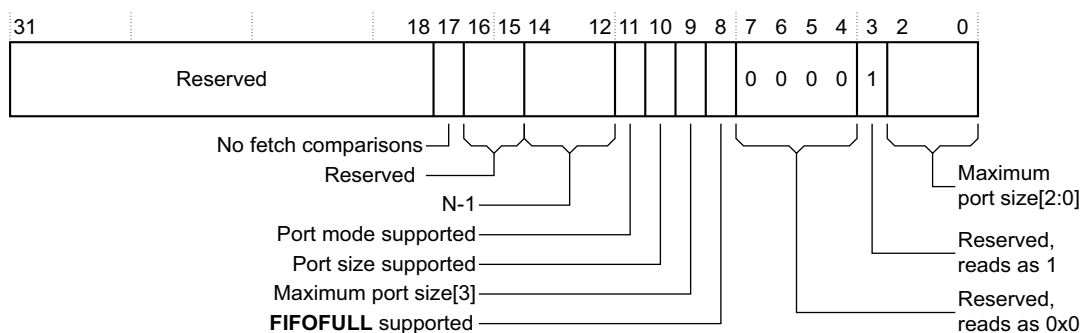 31 18 17 16 15 14 12 11 10 9 8 7 6 5 4 3 2 0
Reserved 0 0 0 0 1
No fetch comparisons
Reserved
N-1
Port mode supported
Port size supported
Maximum port size[3]
FIFOFULL supported
Maximum
port size[2:0]
Reserved,
reads as 1
Reserved,
reads as 0x0